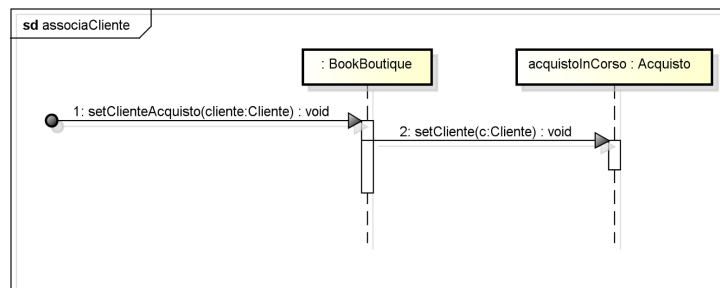 sd associaCliente
: BookBoutique
acquistoInCorso : Acquisto
1: setClienteAcquisto(cliente:Cliente) : void
2: setCliente(c:Cliente) : void